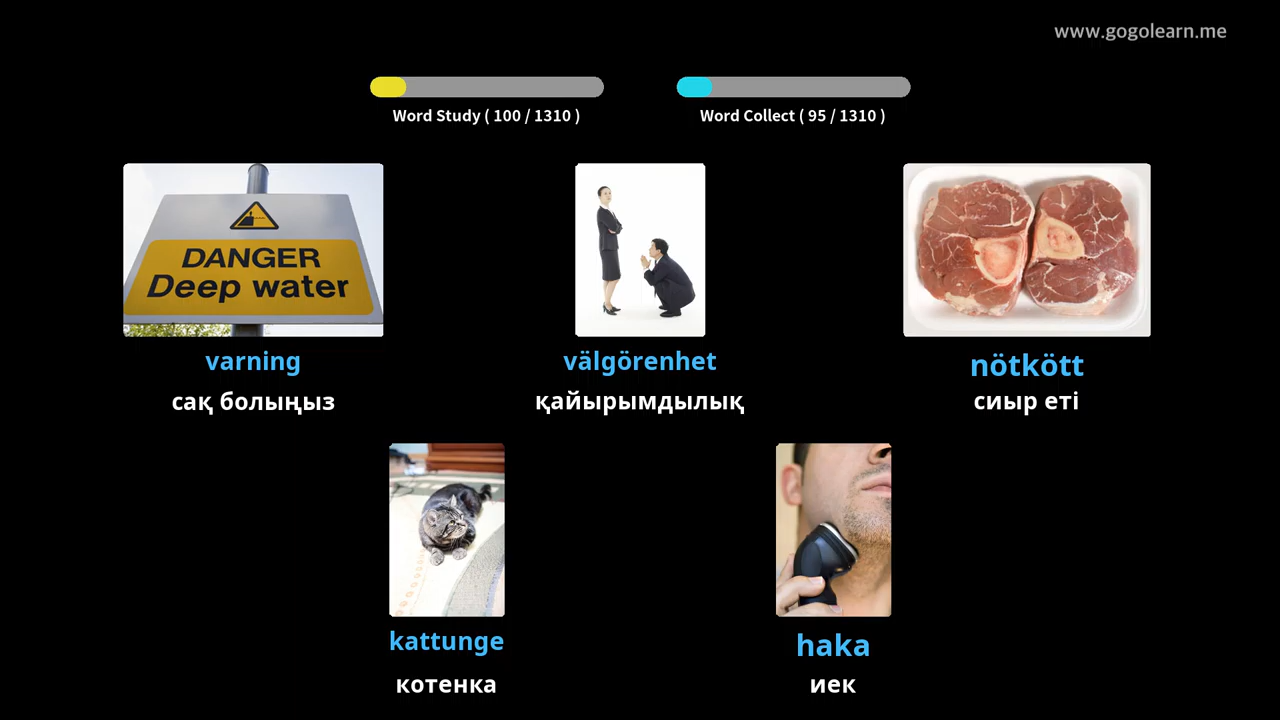 www.gogolearn.me
Word Study ( 100 / 1310 )
Word Collect ( 95 / 1310 )
DANGER
Deep water
varning
сақ болыңыз
välgörenhet
қайырымдылық
nötkött
сиыр еті
kattunge
котенка
haka
иек